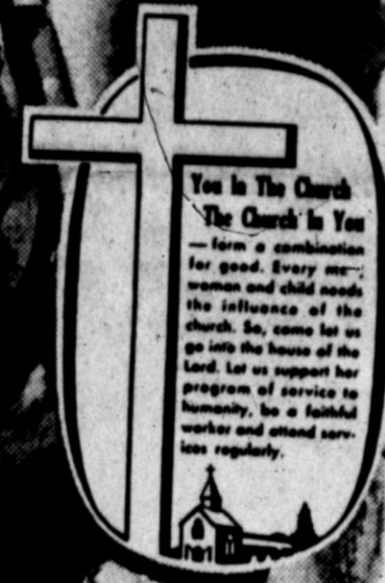 You In The Church
The Church In You
— form a combination
for good. Every
woman and child needs
the influence of the
church. So, come let us
go into the house of the
Lord. Let us support her
program of service to
humanity, be a faithful
worker and attend serv-
ices regularly.